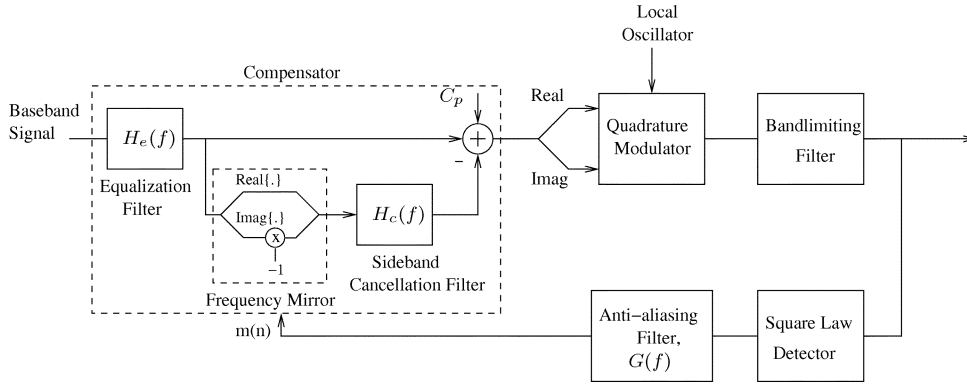 Local
Oscillator
Compensator
Baseband
Signal
H_e(f)
Equalization
Filter
C_p
+
−
Real
Imag
Quadrature
Modulator
Bandlimiting
Filter
Real{.}
Imag{.}
x
−1
Frequency Mirror
H_c(f)
Sideband
Cancellation Filter
m(n)
Anti−aliasing
Filter,
G(f)
Square Law
Detector